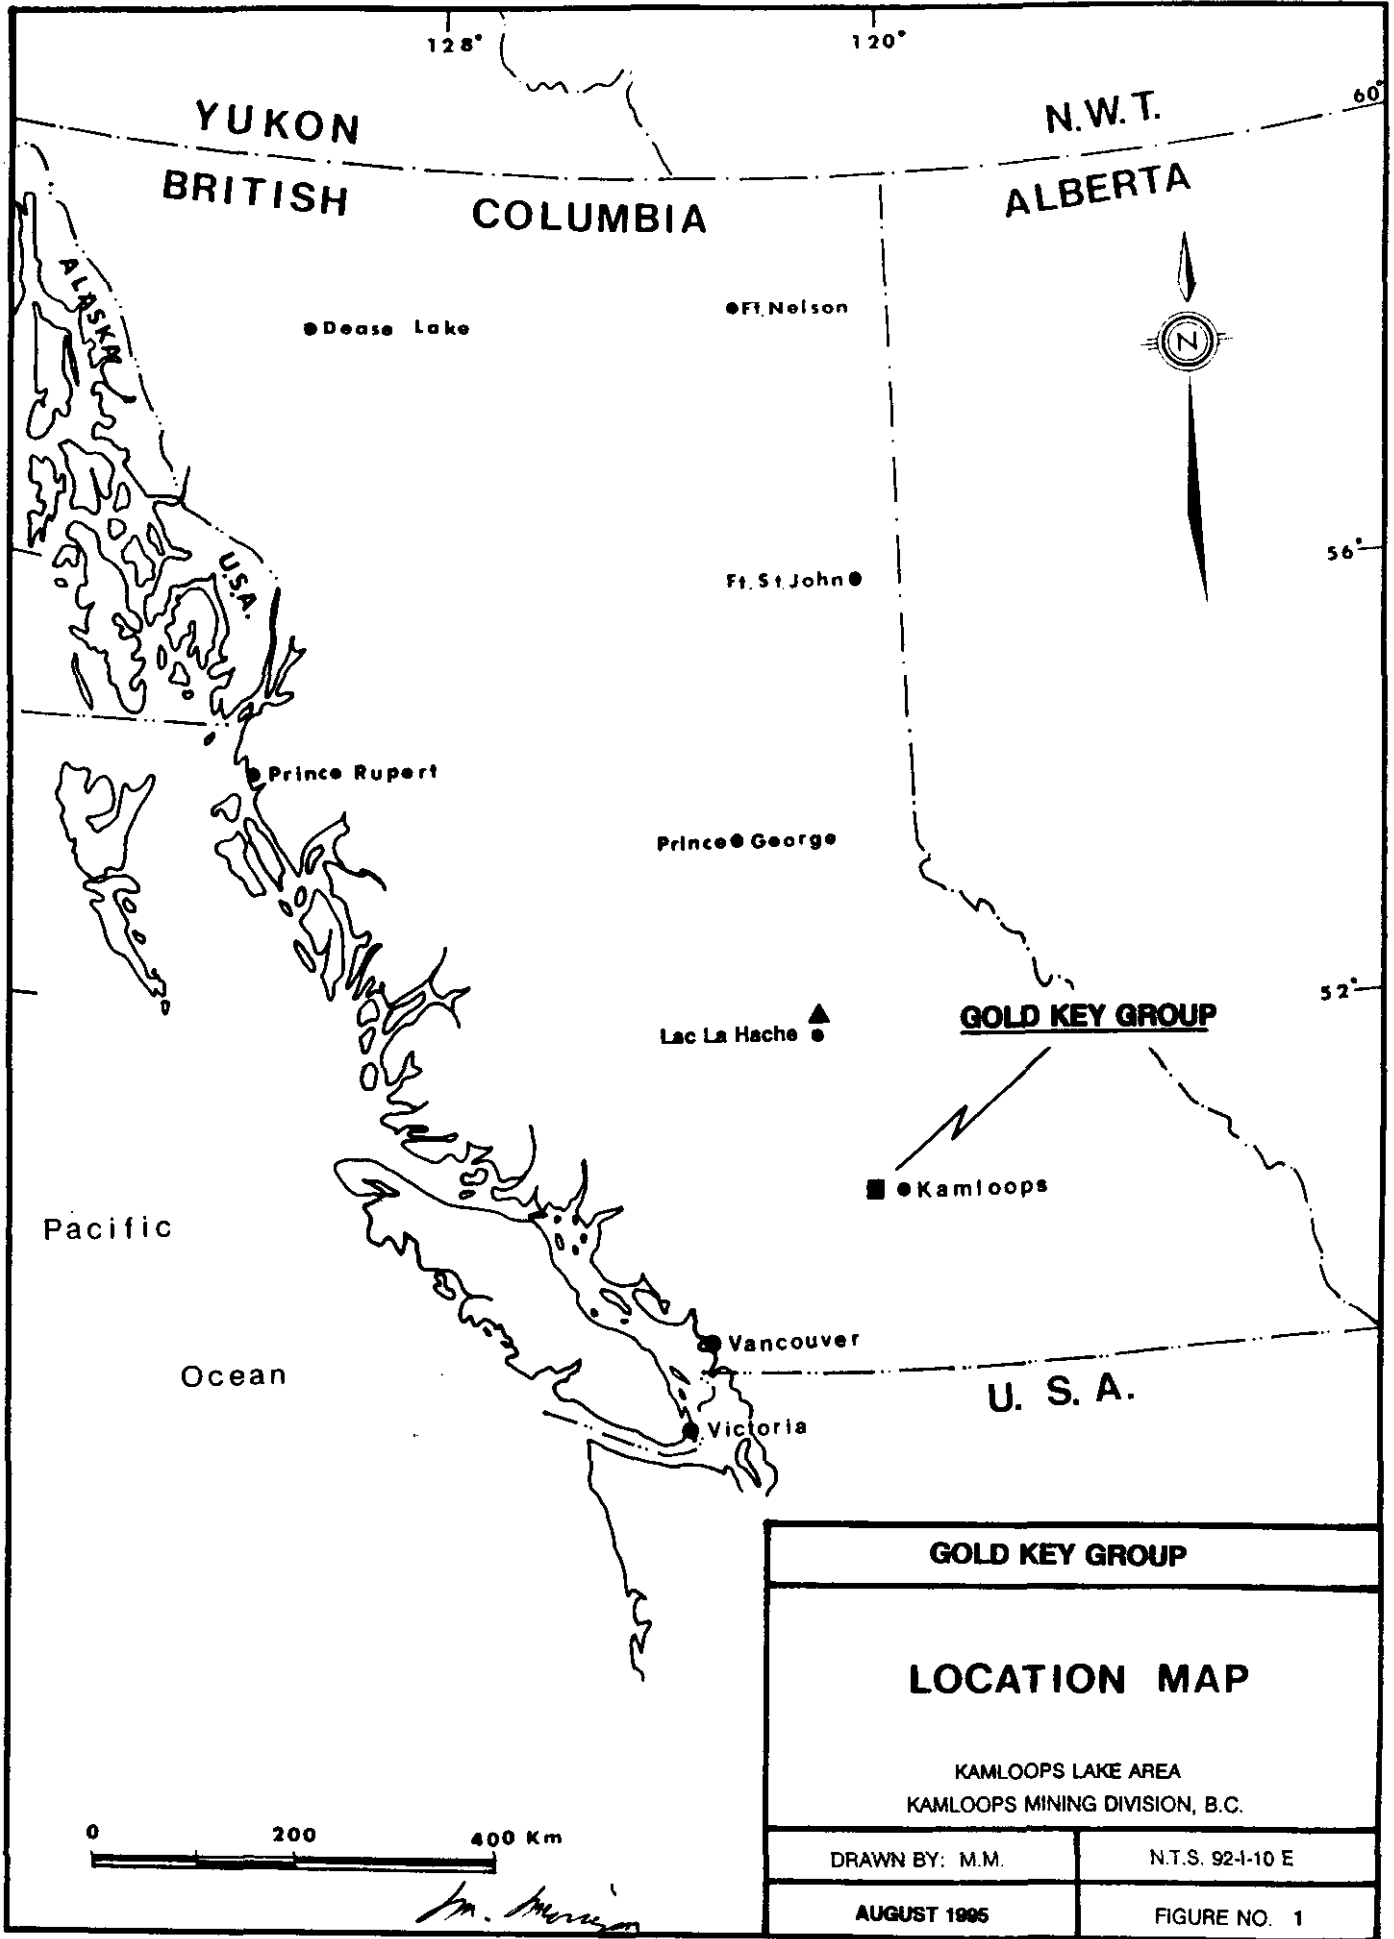 128°
120°
60°
YUKON
N.W.T.
BRITISH COLUMBIA
ALBERTA
ALASKA
Ft. Nelson
Dease Lake
N
56°
U.S.A.
Ft. St. John
Prince Rupert
Prince George
52°
GOLD KEY GROUP
Lac La Hache
Kamloops
Pacific
Vancouver
Ocean
U. S. A.
Victoria
GOLD KEY GROUP
LOCATION MAP
KAMLOOPS LAKE AREA
KAMLOOPS MINING DIVISION, B.C.
0 200 400 Km
DRAWN BY: M.M.
N.T.S. 92-I-10 E
AUGUST 1995
FIGURE NO. 1